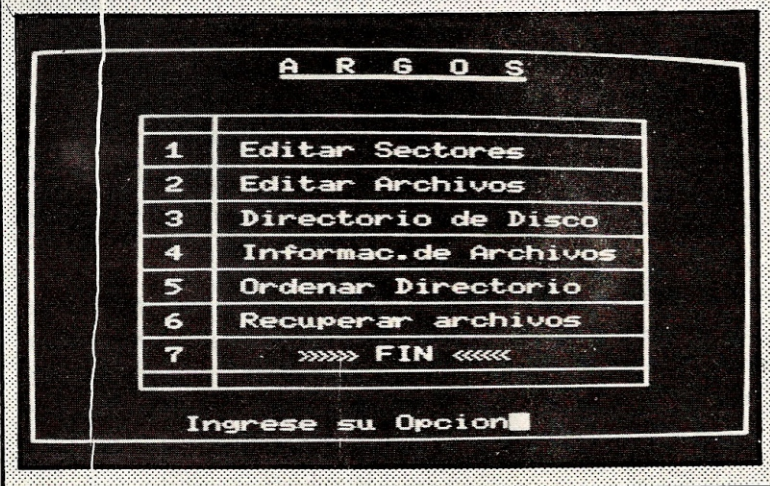 A R G O S
1 Editar Sectores
2 Editar Archivos
3 Directorio de Disco
4 Informac.de Archivos
5 Ordenar Directorio
6 Recuperar archivos
7 »»»» FIN ««««
Ingrese su Opcion